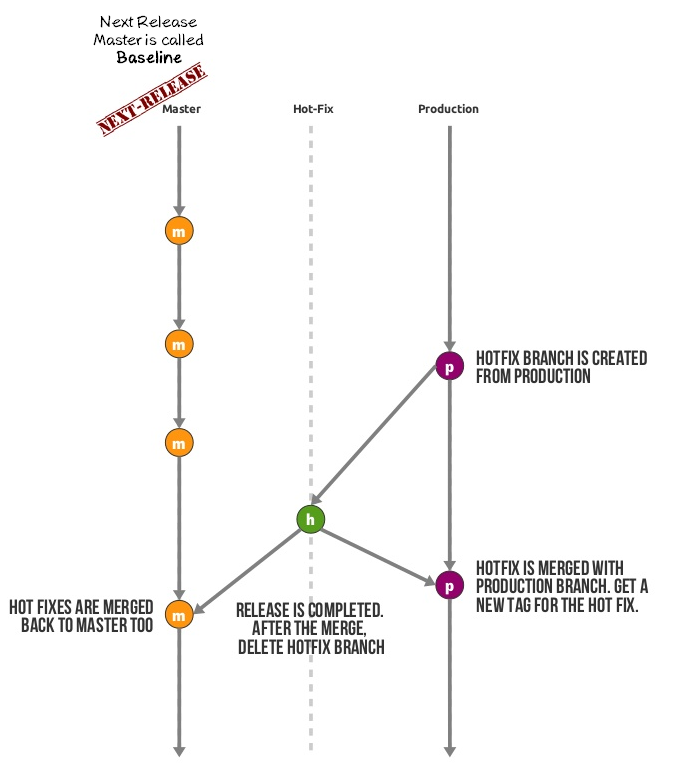 Next Release
Master is called
Baseline
NEXT-RELEASE
Master
Hot-Fix
Production
m
m
p
HOTFIX BRANCH IS CREATED
FROM PRODUCTION
m
h
HOTFIX IS MERGED WITH
PRODUCTION BRANCH. GET A
NEW TAG FOR THE HOT FIX.
p
HOT FIXES ARE MERGED
BACK TO MASTER TOO
m
RELEASE IS COMPLETED.
AFTER THE MERGE,
DELETE HOTFIX BRANCH